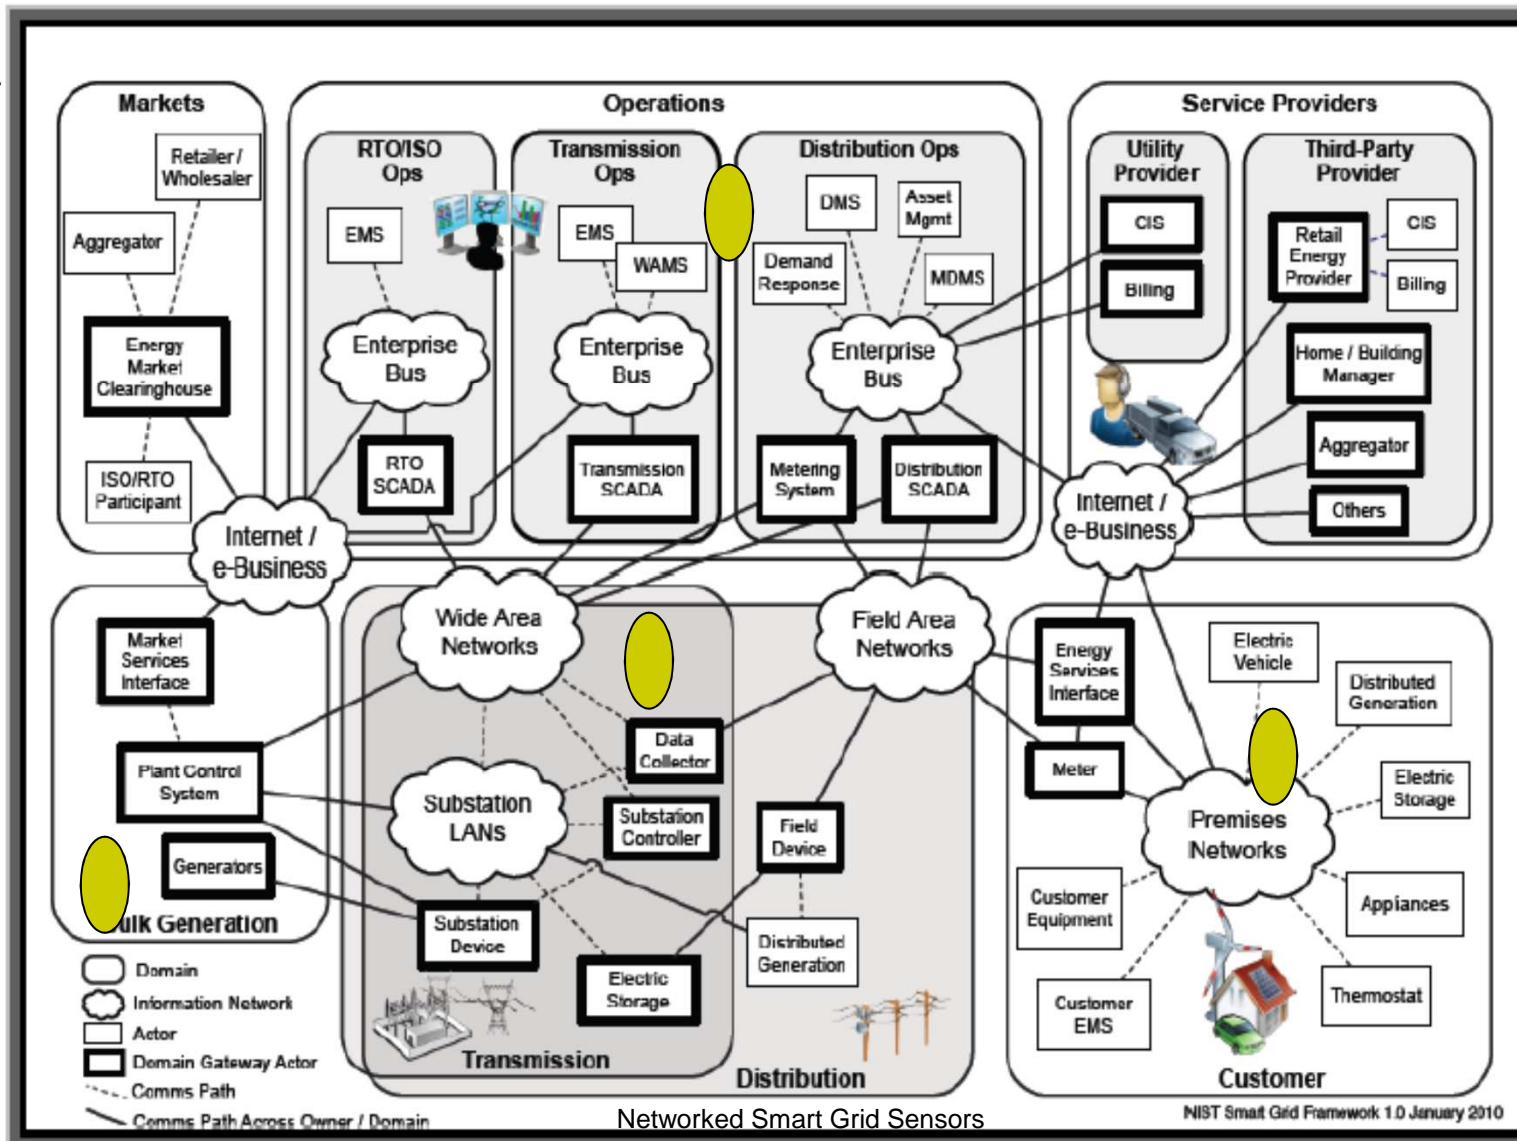 Markets
Retailer /
Wholesaler
Aggregator
Energy
Market
Clearinghouse
ISO/RTO
Participant
Internet /
e-Business
Operations
RTO/ISO
Ops
EMS
Enterprise
Bus
RTO
SCADA
Transmission
Ops
EMS
WAMS
Enterprise
Bus
Transmission
SCADA
Distribution Ops
DMS
Asset
Mgmt
Demand
Response
MDMS
Enterprise
Bus
Metering
System
Distribution
SCADA
Service Providers
Utility
Provider
CIS
Billing
Third-Party
Provider
Retail
Energy
Provider
CIS
Billing
Home / Building
Manager
Aggregator
Others
Internet /
e-Business
Market
Services
Interface
Plant Control
System
Generators
ulk Generation
Wide Area
Networks
Data
Collector
Substation
LANs
Substation
Controller
Substation
Device
Electric
Storage
Transmission
Field Area
Networks
Field
Device
Distributed
Generation
Distribution
Energy
Services
Interface
Meter
Electric
Vehicle
Distributed
Generation
Electric
Storage
Premises
Networks
Customer
Equipment
Appliances
Customer
EMS
Thermostat
Customer
Domain
Information Network
Actor
Domain Gateway Actor
Comms Path
Comms Path Across Owner / Domain
Networked Smart Grid Sensors
NIST Smart Grid Framework 1.0 January 2010